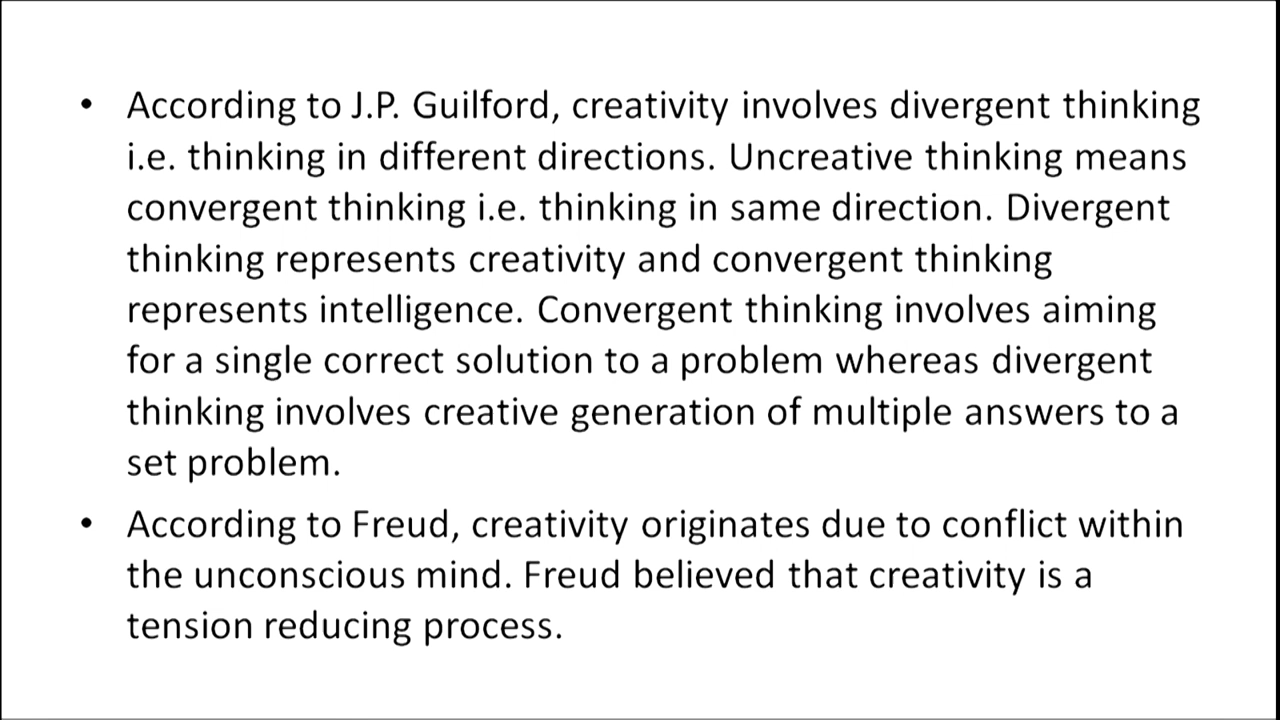 • According to J.P. Guilford, creativity involves divergent thinking
i.e. thinking in different directions. Uncreative thinking means
convergent thinking i.e. thinking in same direction. Divergent
thinking represents creativity and convergent thinking
represents intelligence. Convergent thinking involves aiming
for a single correct solution to a problem whereas divergent
thinking involves creative generation of multiple answers to a
set problem.
• According to Freud, creativity originates due to conflict within
the unconscious mind. Freud believed that creativity is a
tension reducing process.